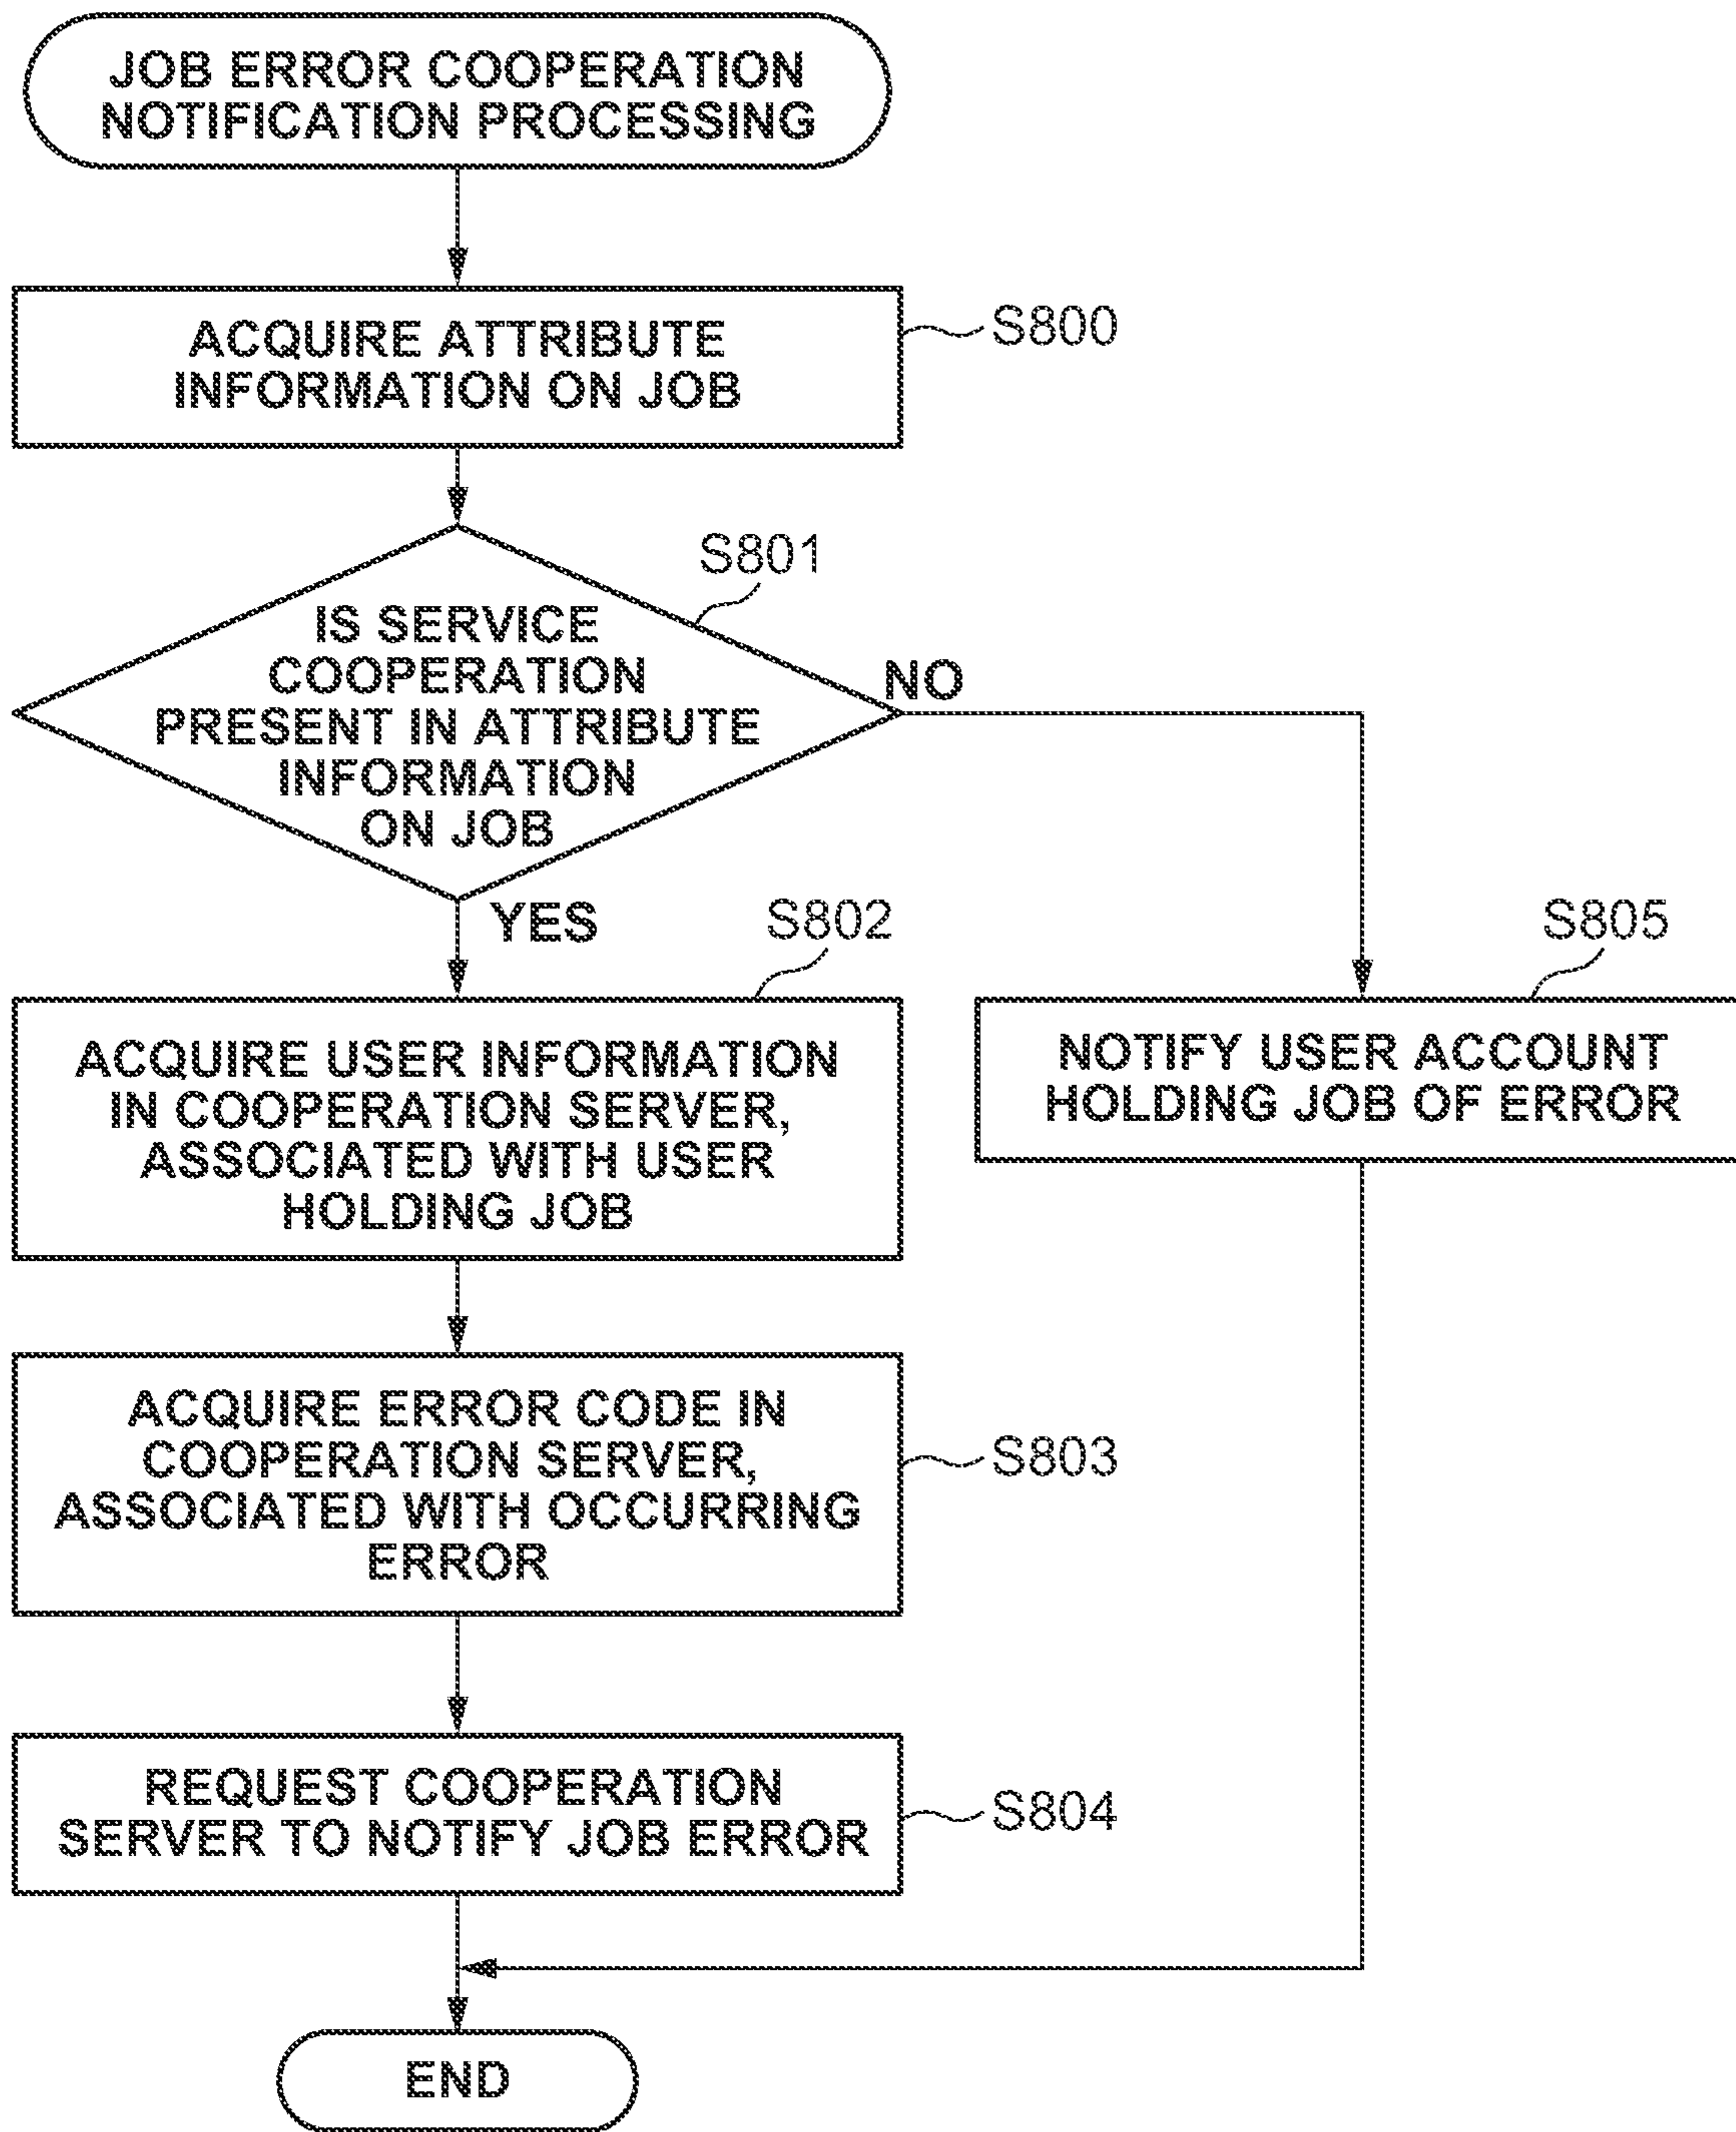 JOB ERROR COOPERATION
NOTIFICATION PROCESSING
ACQUIRE ATTRIBUTE
INFORMATION ON JOB
S800
S801
IS SERVICE
COOPERATION
PRESENT IN ATTRIBUTE
INFORMATION
ON JOB
NO
YES
S802
ACQUIRE USER INFORMATION
IN COOPERATION SERVER,
ASSOCIATED WITH USER
HOLDING JOB
S805
NOTIFY USER ACCOUNT
HOLDING JOB OF ERROR
ACQUIRE ERROR CODE IN
COOPERATION SERVER,
ASSOCIATED WITH OCCURRING
ERROR
S803
REQUEST COOPERATION
SERVER TO NOTIFY JOB ERROR
S804
END